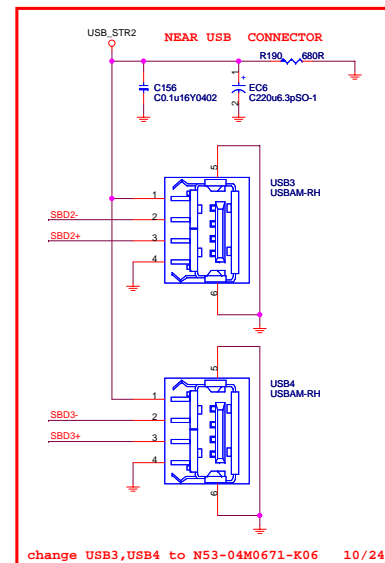 USB_STR2
NEAR USB CONNECTOR
R190 680R
C156
C0.1u16Y0402
1 +
EC6
C220u6.3pSO-1
2
5
USB3
USBAM-RH
1
SBD2- 2
SBD2+ 3
4
6
5
USB4
USBAM-RH
1
SBD3- 2
SBD3+ 3
4
6
change USB3,USB4 to N53-04M0671-K06 10/24